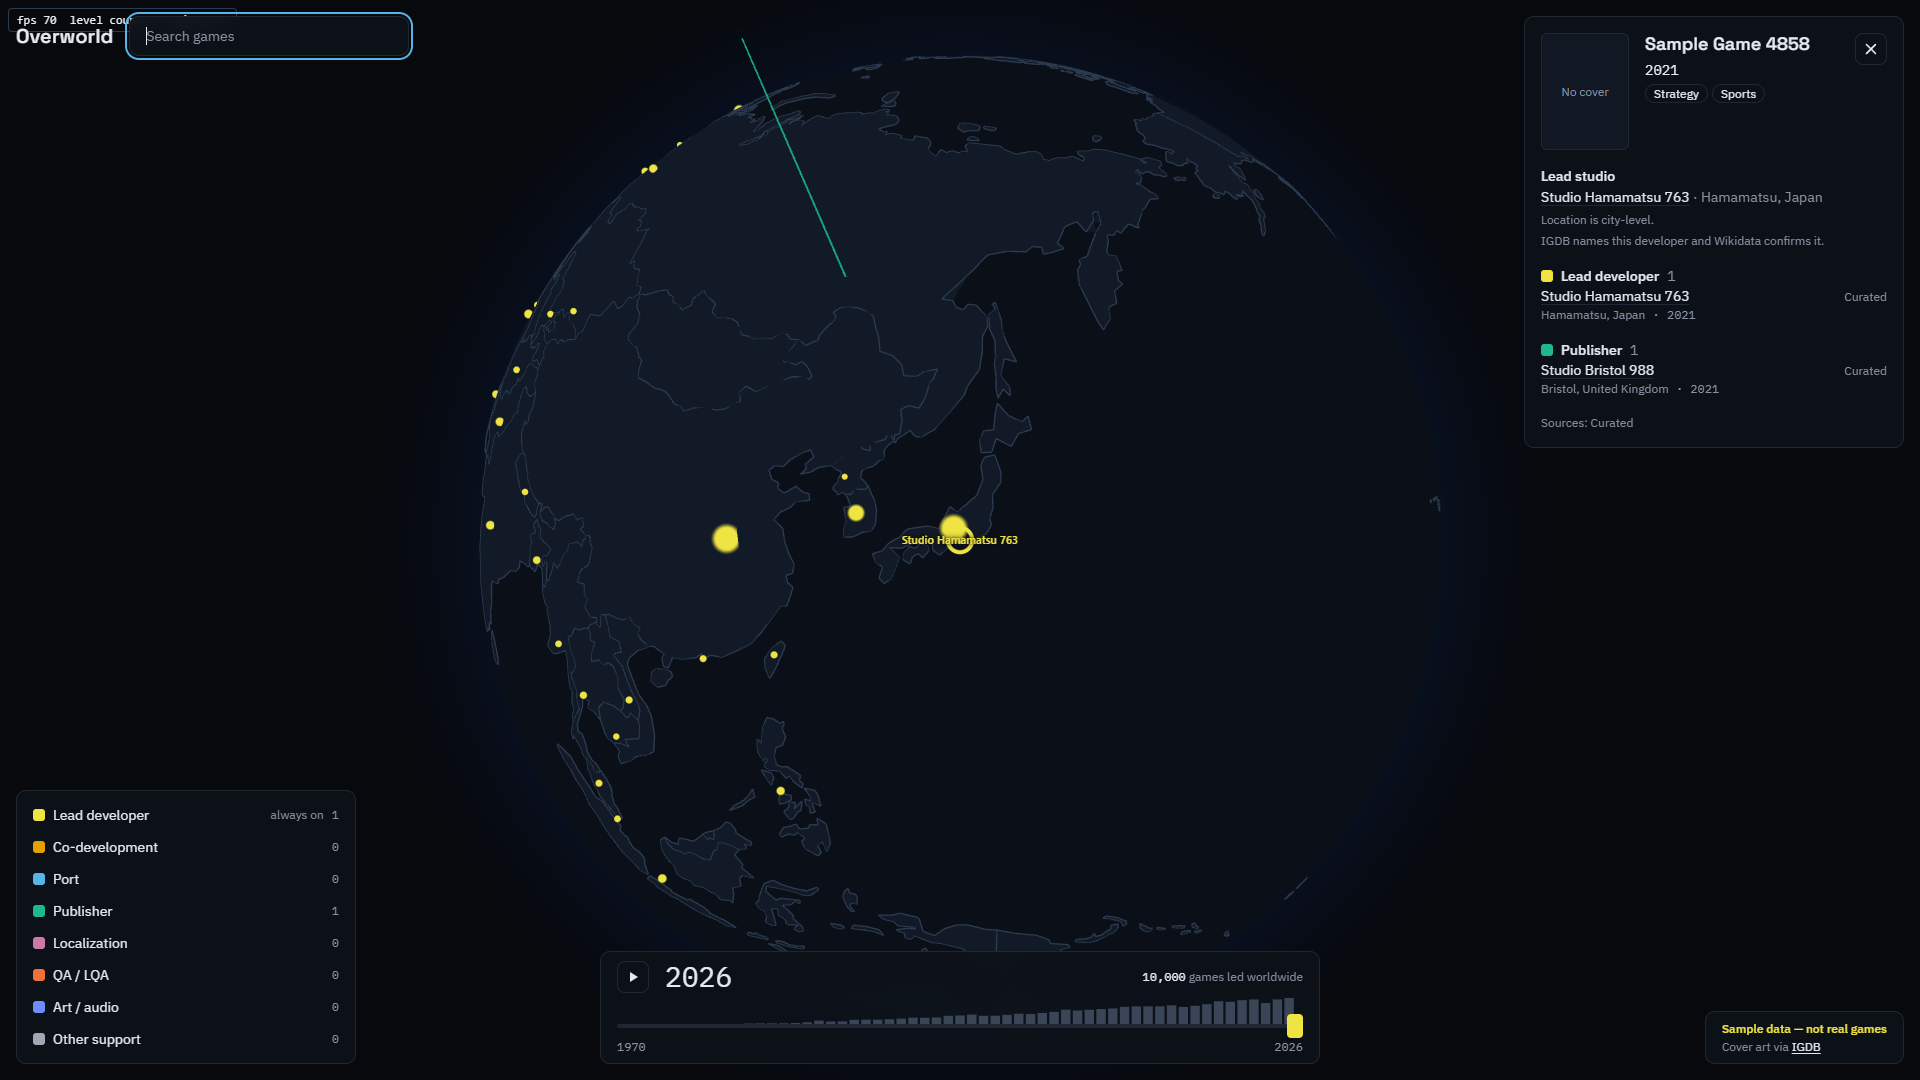 fps 70 level
Overworld
Search games
Sample Game 4858
2021
Strategy Sports
No cover
Lead studio
Studio Hamamatsu 763 · Hamamatsu, Japan
Location is city-level.
IGDB names this developer and Wikidata confirms it.
Lead developer 1
Studio Hamamatsu 763 Curated
Hamamatsu, Japan · 2021
Publisher 1
Studio Bristol 988 Curated
Bristol, United Kingdom · 2021
Sources: Curated
Studio Hamamatsu 763
Lead developer always on 1
Co-development 0
Port 0
Publisher 1
Localization 0
QA / LQA 0
Art / audio 0
Other support 0
2026
10,000 games led worldwide
1970 2026
Sample data — not real games
Cover art via IGDB